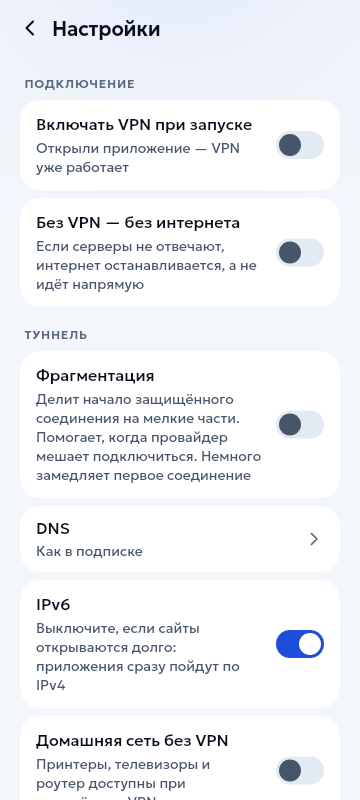 Настройки
ПОДКЛЮЧЕНИЕ
Включать VPN при запуске
Открыли приложение — VPN
уже работает
Без VPN — без интернета
Если серверы не отвечают,
интернет останавливается, а не
идёт напрямую
ТУННЕЛЬ
Фрагментация
Делит начало защищённого
соединения на мелкие части.
Помогает, когда провайдер
мешает подключиться. Немного
замедляет первое соединение
DNS
Как в подписке
IPv6
Выключите, если сайты
открываются долго:
приложения сразу пойдут по
IPv4
Домашняя сеть без VPN
Принтеры, телевизоры и
роутер доступны при